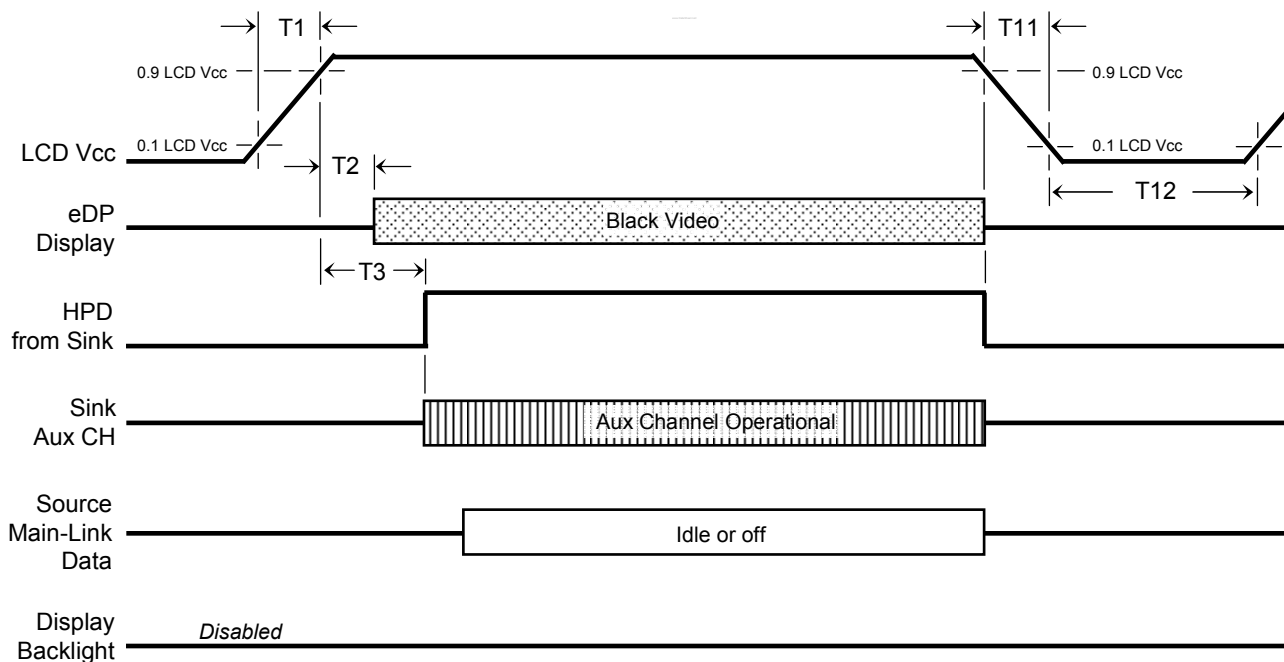 T1
T11
0.9 LCD Vcc
0.9 LCD Vcc
0.1 LCD Vcc
0.1 LCD Vcc
LCD Vcc
T2
T12
eDP
Display
Black Video
T3
HPD
from Sink
Sink
Aux CH
Aux Channel Operational
Source
Main-Link
Data
Idle or off
Display
Backlight
Disabled